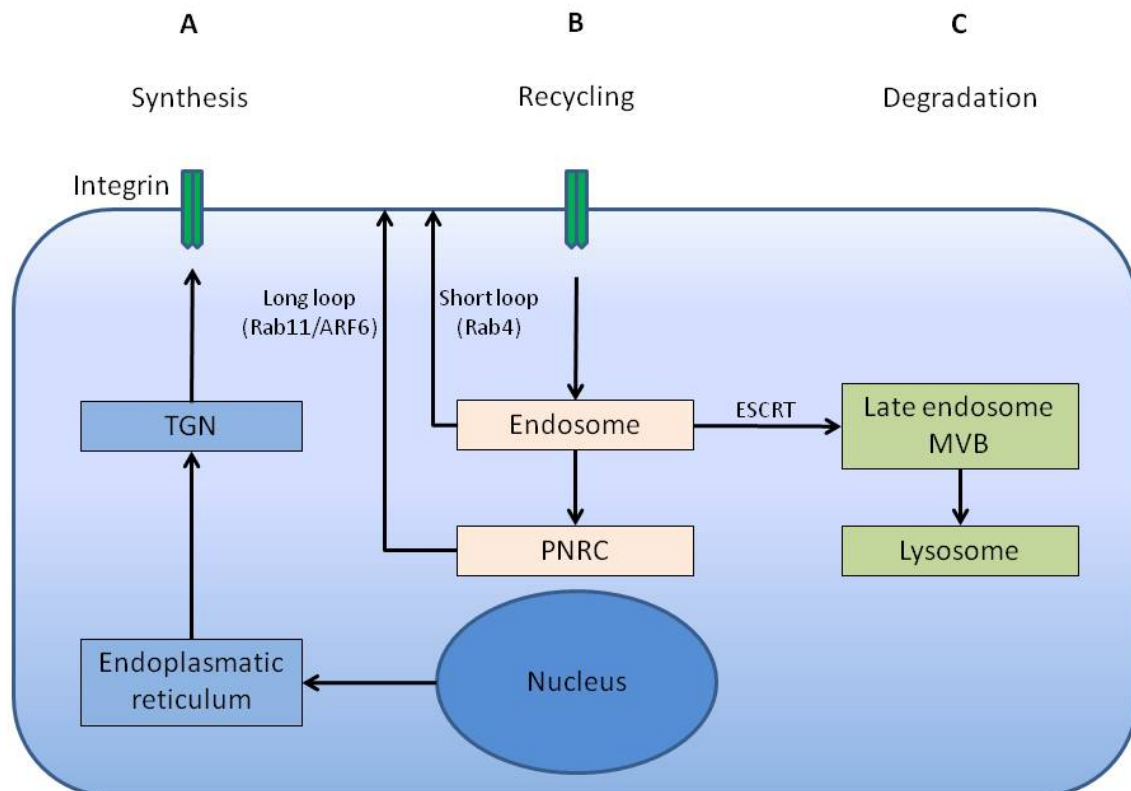 A
B
C
Synthesis
Recycling
Degradation
Integrin
Long loop
(Rab11/ARF6)
Short loop
(Rab4)
TGN
Endosome
ESCRT
Late endosome
MVB
PNRC
Lysosome
Endoplasmatic
reticulum
Nucleus